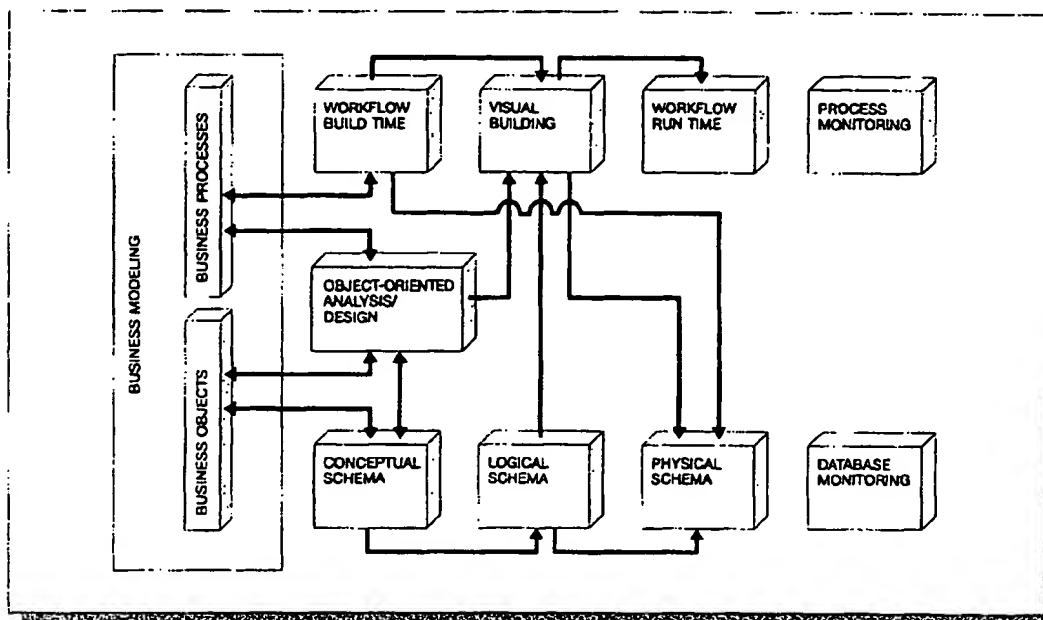 BUSINESS MODELING
BUSINESS PROCESSES
BUSINESS OBJECTS
WORKFLOW
BUILD TIME
VISUAL
BUILDING
WORKFLOW
RUN TIME
PROCESS
MONITORING
OBJECT-ORIENTED
ANALYSIS/
DESIGN
CONCEPTUAL
SCHEMA
LOGICAL
SCHEMA
PHYSICAL
SCHEMA
DATABASE
MONITORING